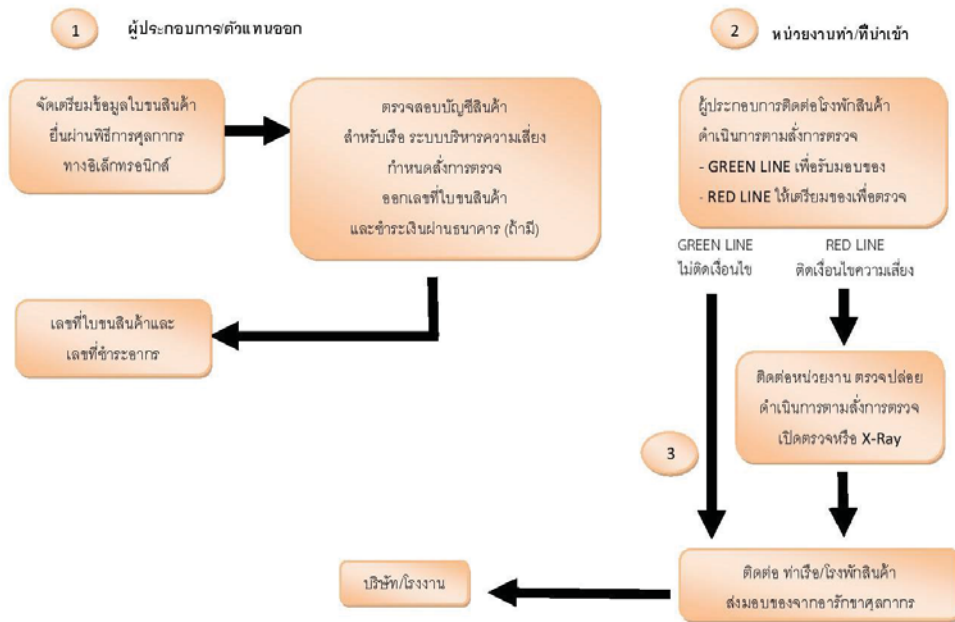 1 ผู้ประกอบการ/ตัวแทนออก
จัดเตรียมข้อมูลใบขนสินค้า
ยื่นผ่านพิธีการศุลกากร
ทางอิเล็กทรอนิกส์
ตรวจสอบบัญชีสินค้า
สำหรับเรือ ระบบบริหารความเสี่ยง
กำหนดสั่งการตรวจ
ออกเลขที่ใบขนสินค้า
และชำระเงินผ่านธนาคาร (ถ้ามี)
เลขที่ใบขนสินค้าและ
เลขที่ชำระอากร
2 หน่วยงานท่า/ที่นำเข้า
ผู้ประกอบการติดต่อโรงพักสินค้า
ดำเนินการตามสั่งการตรวจ
- GREEN LINE เพื่อรับมอบของ
- RED LINE ให้เตรียมของเพื่อตรวจ
GREEN LINE
ไม่ติดเงื่อนไข
RED LINE
ติดเงื่อนไขความเสี่ยง
ติดต่อหน่วยงาน ตรวจปล่อย
ดำเนินการตามสั่งการตรวจ
เปิดตรวจหรือ X-Ray
3
ติดต่อ ท่าเรือ/โรงพักสินค้า
ส่งมอบของจากอารักขาศุลกากร
บริษัท/โรงงาน